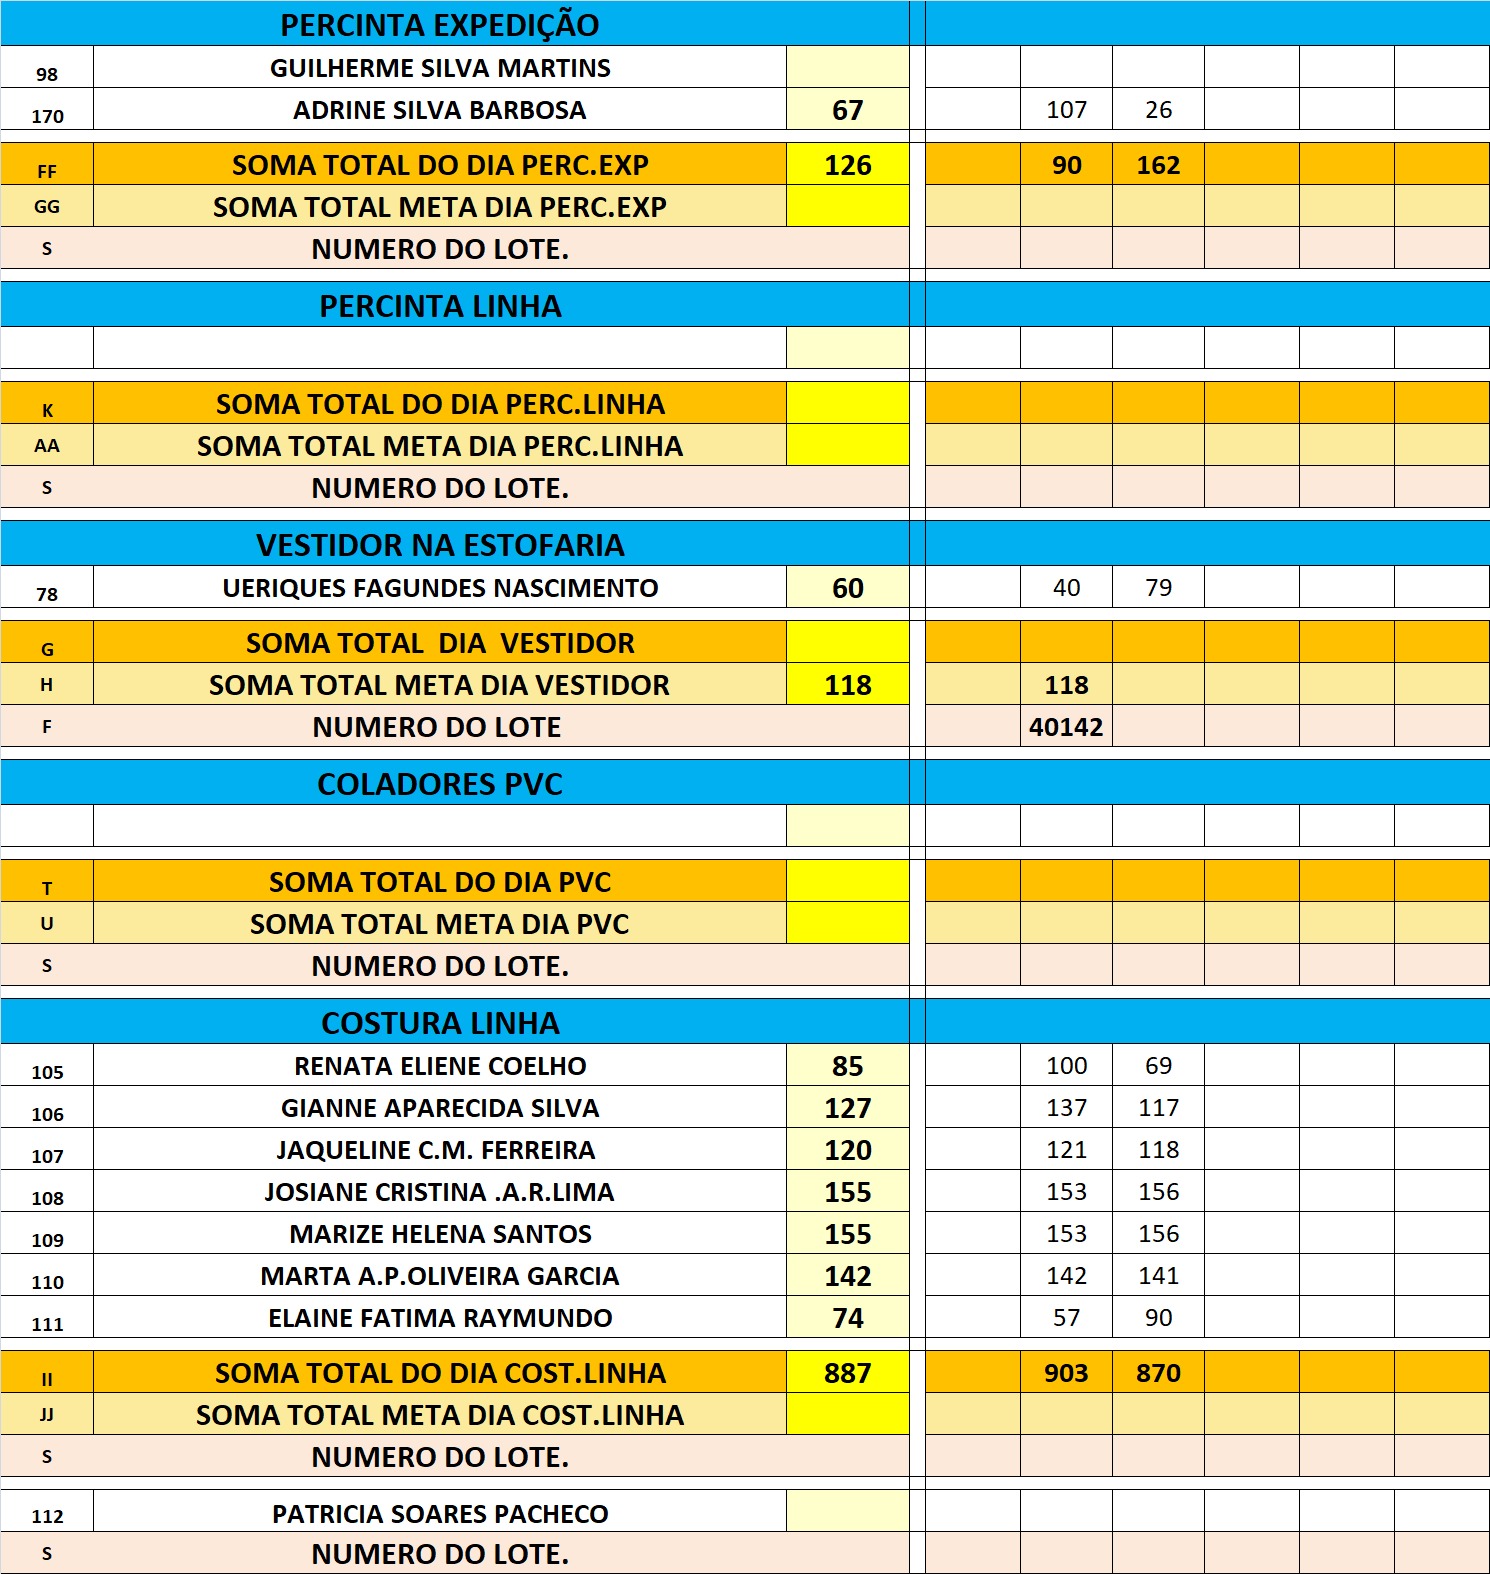 PERCINTA EXPEDIÇÃO
98 GUILHERME SILVA MARTINS
170 ADRINE SILVA BARBOSA 67 107 26
FF SOMA TOTAL DO DIA PERC.EXP 126 90 162
GG SOMA TOTAL META DIA PERC.EXP
S NUMERO DO LOTE.
PERCINTA LINHA
K SOMA TOTAL DO DIA PERC.LINHA
AA SOMA TOTAL META DIA PERC.LINHA
S NUMERO DO LOTE.
VESTIDOR NA ESTOFARIA
78 UERIQUES FAGUNDES NASCIMENTO 60 40 79
G SOMA TOTAL DIA VESTIDOR
H SOMA TOTAL META DIA VESTIDOR 118 118
F NUMERO DO LOTE 40142
COLADORES PVC
T SOMA TOTAL DO DIA PVC
U SOMA TOTAL META DIA PVC
S NUMERO DO LOTE.
COSTURA LINHA
105 RENATA ELIENE COELHO 85 100 69
106 GIANNE APARECIDA SILVA 127 137 117
107 JAQUELINE C.M. FERREIRA 120 121 118
108 JOSIANE CRISTINA .A.R.LIMA 155 153 156
109 MARIZE HELENA SANTOS 155 153 156
110 MARTA A.P.OLIVEIRA GARCIA 142 142 141
111 ELAINE FATIMA RAYMUNDO 74 57 90
II SOMA TOTAL DO DIA COST.LINHA 887 903 870
JJ SOMA TOTAL META DIA COST.LINHA
S NUMERO DO LOTE.
112 PATRICIA SOARES PACHECO
S NUMERO DO LOTE.